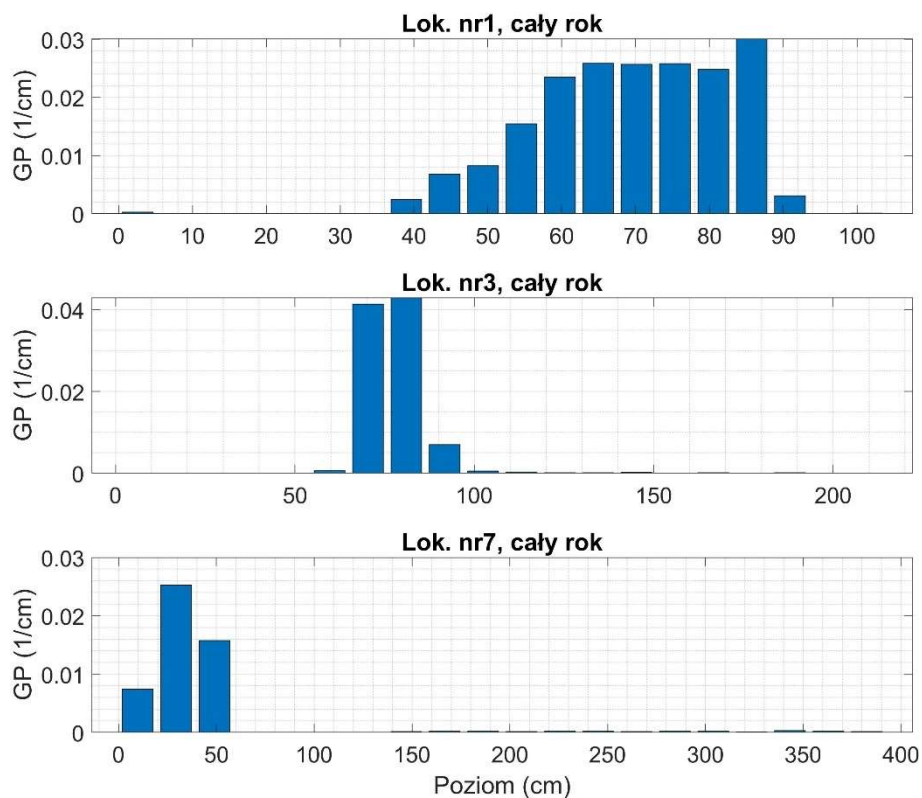 Lok. nr1, cały rok
GP (1/cm)
0.03
0.02
0.01
0
0 10 20 30 40 50 60 70 80 90 100
Lok. nr3, cały rok
GP (1/cm)
0.04
0.02
0
0 50 100 150 200
Lok. nr7, cały rok
GP (1/cm)
0.03
0.02
0.01
0
0 50 100 150 200 250 300 350 400
Poziom (cm)